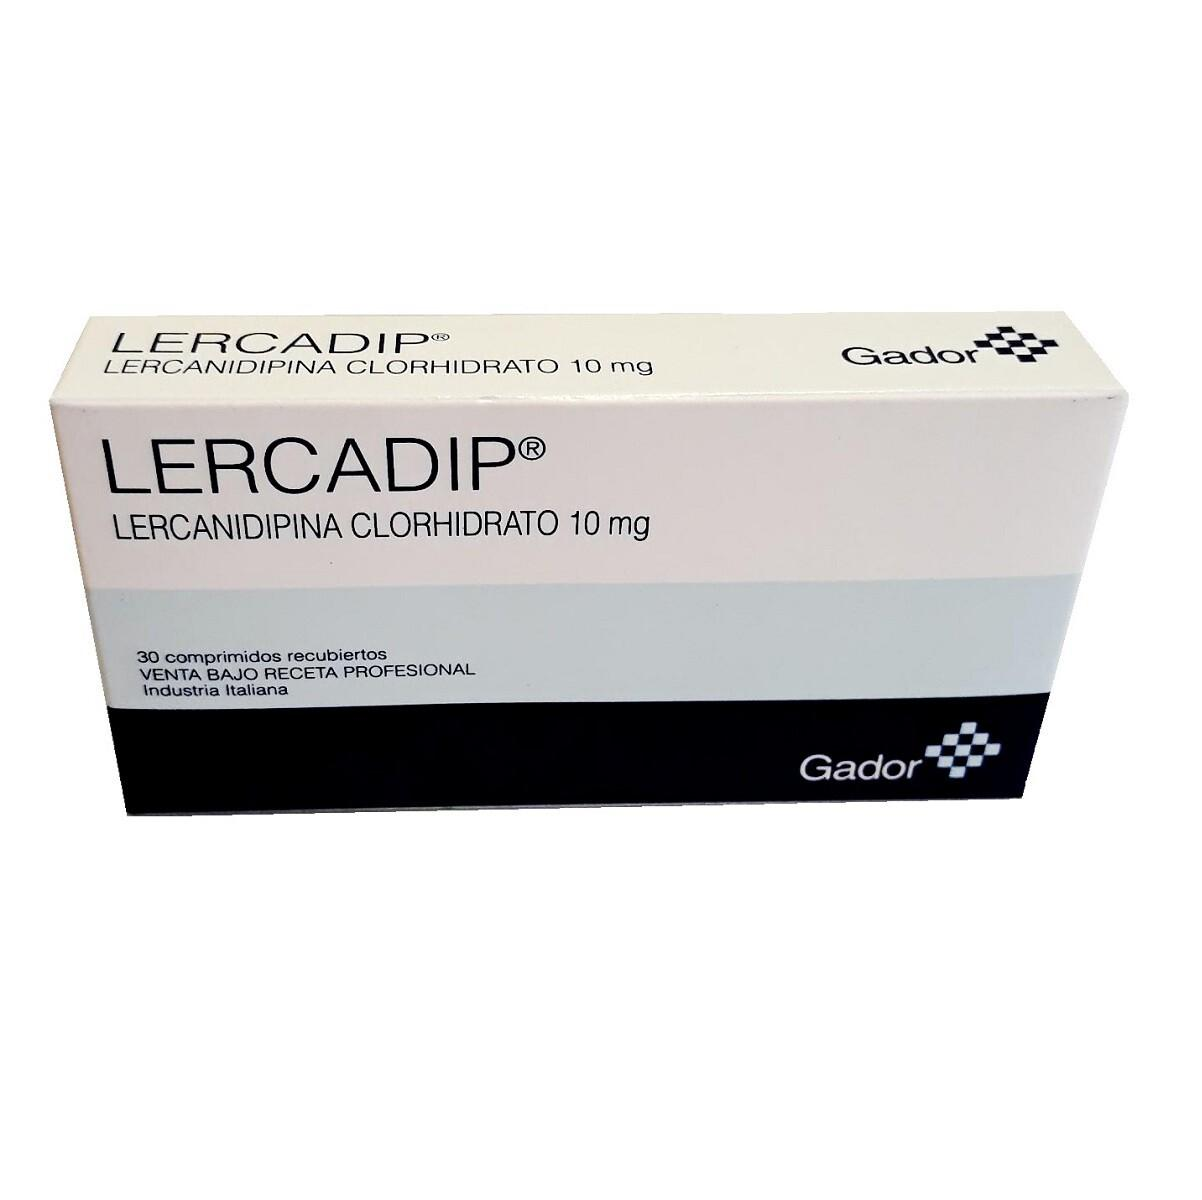 LERCADIP®
LERCANIDIPINA CLORHIDRATO 10 mg
Gador
LERCADIP®
LERCANIDIPINA CLORHIDRATO 10 mg
30 comprimidos recubiertos
VENTA BAJO RECETA PROFESIONAL
Industria Italiana
Gador